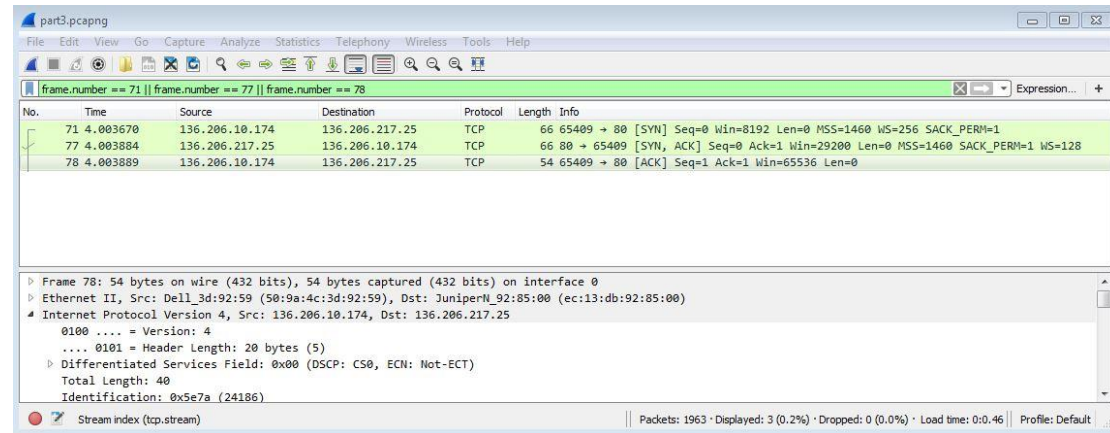 part3.pcapng
File Edit View Go Capture Analyze Statistics Telephony Wireless Tools Help
frame.number == 71 || frame.number == 77 || frame.number == 78 Expression... +
No. Time Source Destination Protocol Length Info
71 4.003670 136.206.10.174 136.206.217.25 TCP 66 65409 → 80 [SYN] Seq=0 Win=8192 Len=0 MSS=1460 WS=256 SACK_PERM=1
77 4.003884 136.206.217.25 136.206.10.174 TCP 66 80 → 65409 [SYN, ACK] Seq=0 Ack=1 Win=29200 Len=0 MSS=1460 SACK_PERM=1 WS=128
78 4.003889 136.206.10.174 136.206.217.25 TCP 54 65409 → 80 [ACK] Seq=1 Ack=1 Win=65536 Len=0
Frame 78: 54 bytes on wire (432 bits), 54 bytes captured (432 bits) on interface 0
Ethernet II, Src: Dell_3d:92:59 (50:9a:4c:3d:92:59), Dst: JuniperN_92:85:00 (ec:13:db:92:85:00)
Internet Protocol Version 4, Src: 136.206.10.174, Dst: 136.206.217.25
0100 .... = Version: 4
.... 0101 = Header Length: 20 bytes (5)
Differentiated Services Field: 0x00 (DSCP: CS0, ECN: Not-ECT)
Total Length: 40
Identification: 0x5e7a (24186)
Stream index (tcp.stream) Packets: 1963 · Displayed: 3 (0.2%) · Dropped: 0 (0.0%) · Load time: 0:0.46 Profile: Default